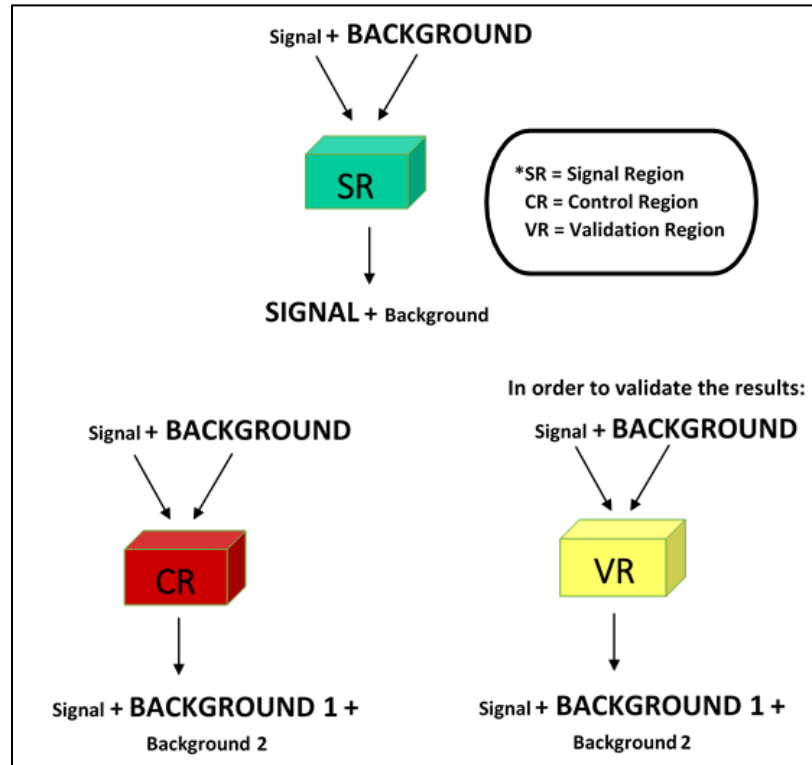 Signal + BACKGROUND
SR
*SR = Signal Region
CR = Control Region
VR = Validation Region
SIGNAL + Background
Signal + BACKGROUND
CR
Signal + BACKGROUND 1 +
Background 2
In order to validate the results:
Signal + BACKGROUND
VR
Signal + BACKGROUND 1 +
Background 2